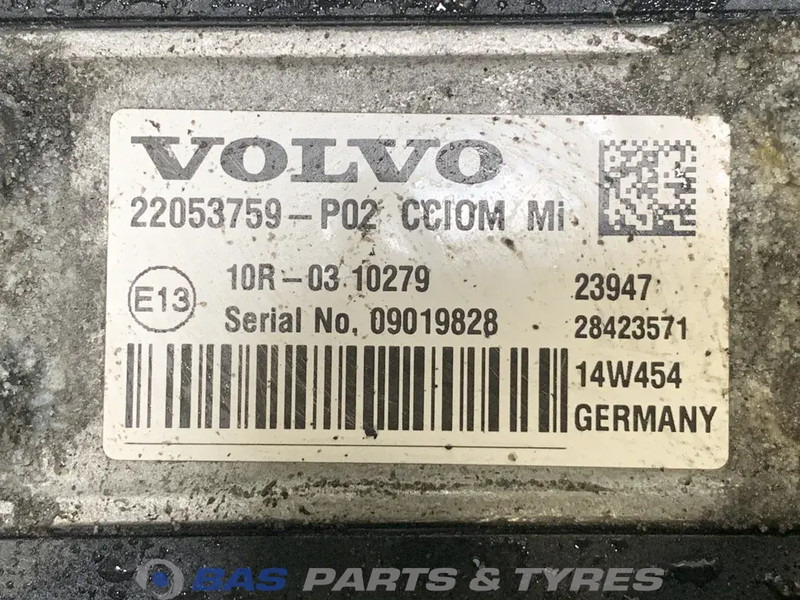 VOLVO
22053759-P02 CCIOM Mi
E13
10R-03 10279
23947
Serial No. 09019828
28423571
14W454
GERMANY
BAS PARTS & TYRES